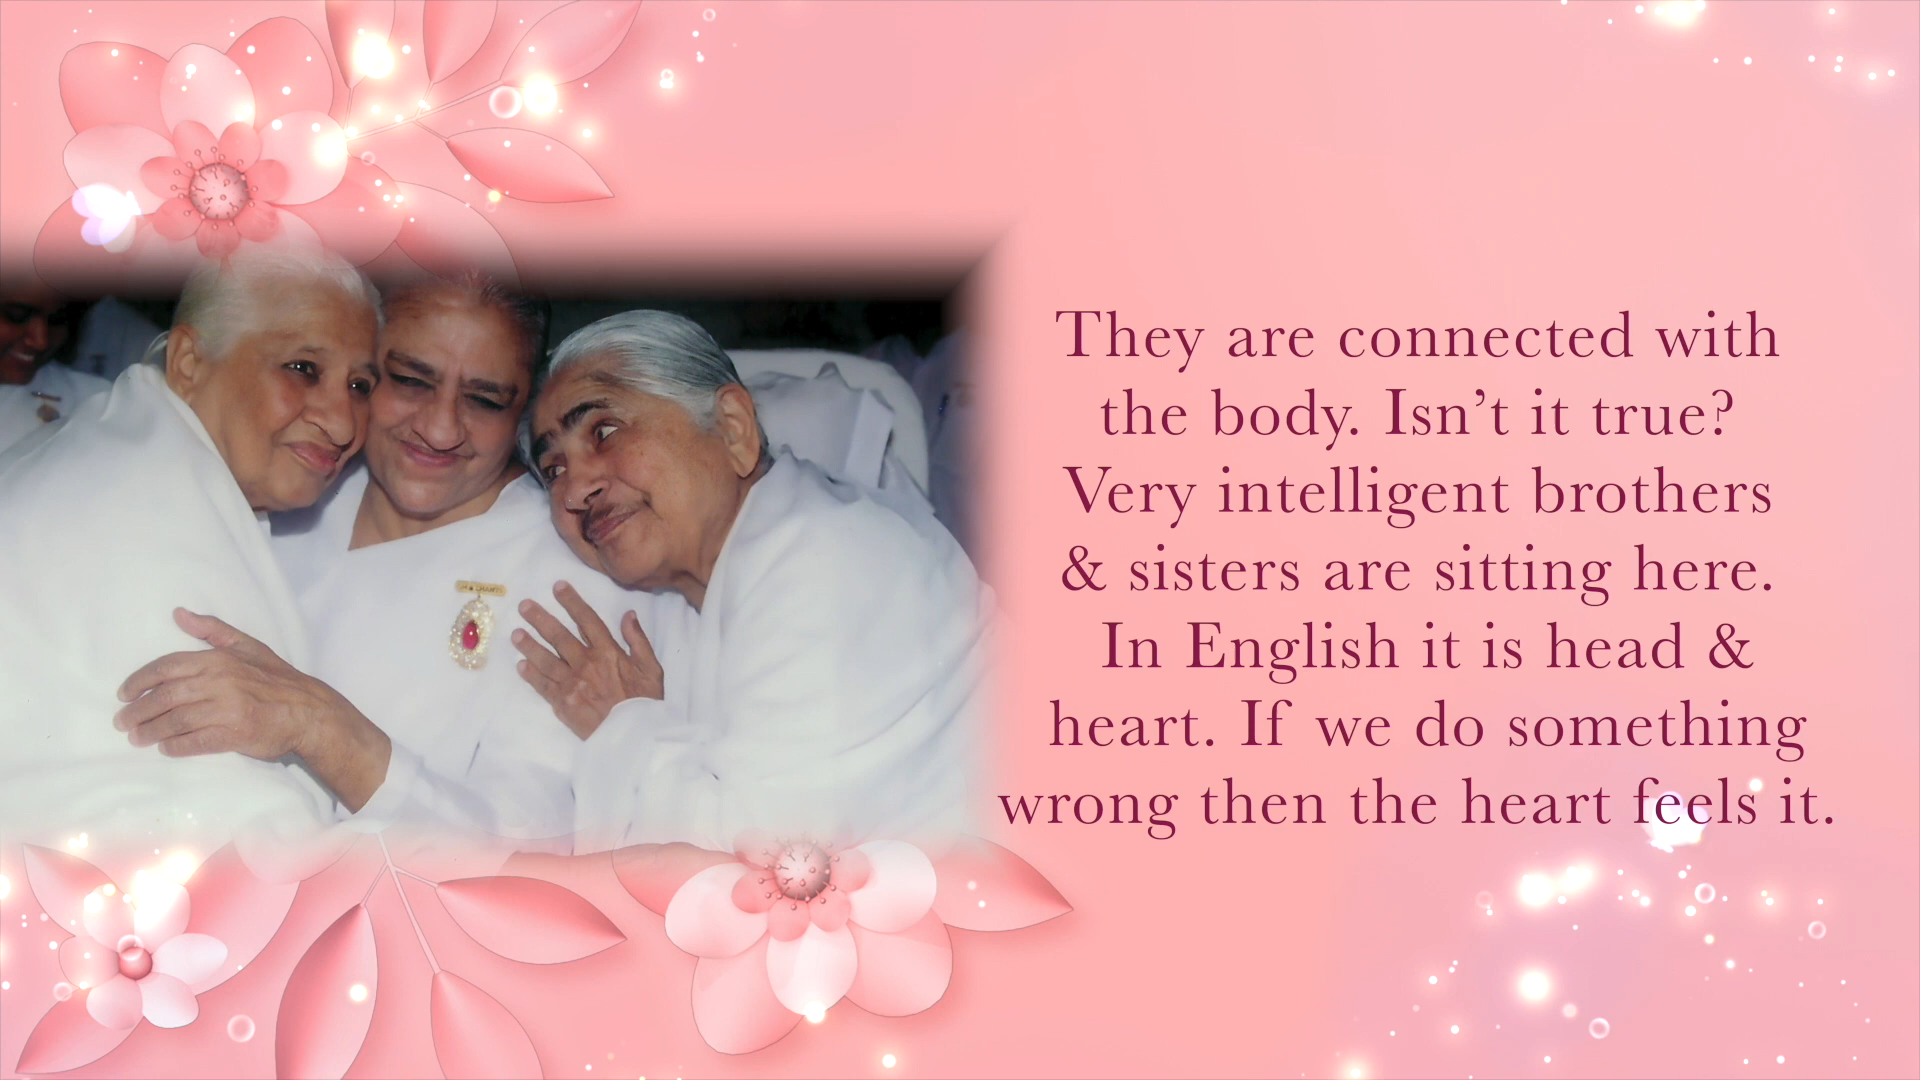 They are connected with
the body. Isn’t it true?
Very intelligent brothers
& sisters are sitting here.
In English it is head &
heart. If we do something
wrong then the heart feels it.